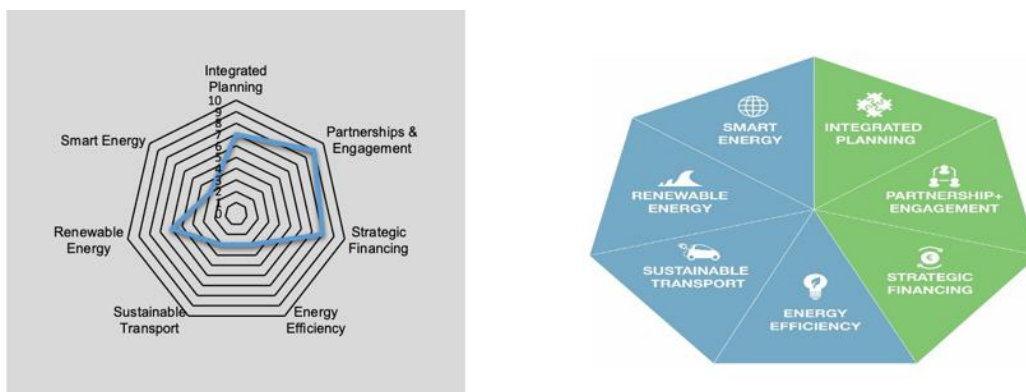 Integrated
Planning
10
9
8
7
6
5
4
3
2
1
0
Partnerships &
Engagement
Strategic
Financing
Energy
Efficiency
Sustainable
Transport
Renewable
Energy
Smart Energy
SMART
ENERGY
INTEGRATED
PLANNING
RENEWABLE
ENERGY
PARTNERSHIP+
ENGAGEMENT
SUSTAINABLE
TRANSPORT
STRATEGIC
FINANCING
ENERGY
EFFICIENCY